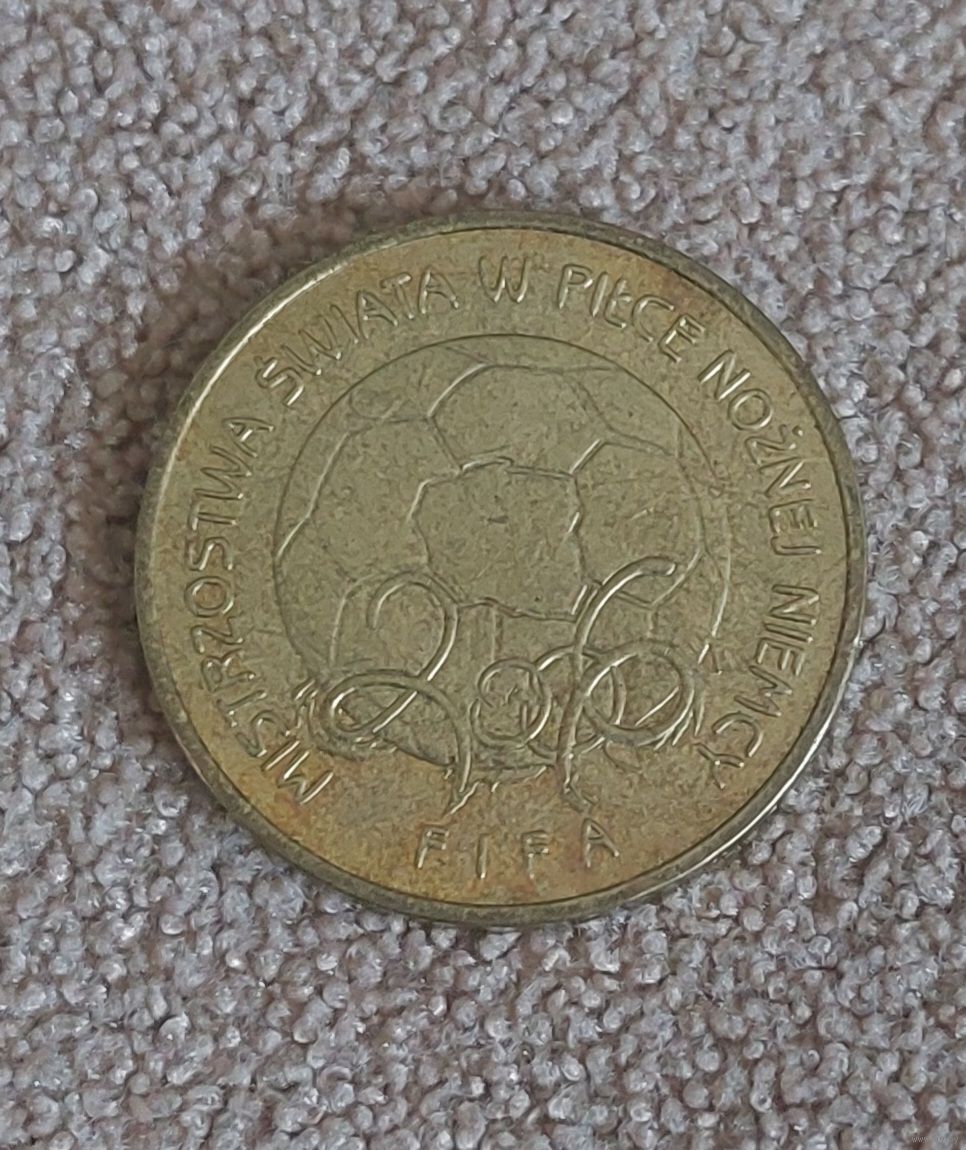 MISTRZOSTWA ŚWIATA W PIŁCE NOŻNEJ NIEMCY
2006
FIFA